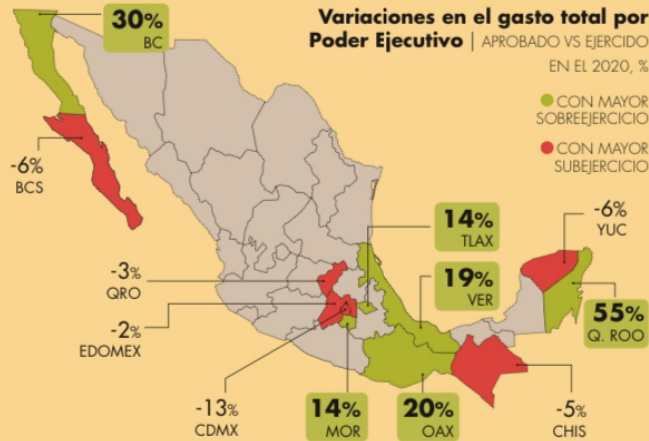 Variaciones en el gasto total por
Poder Ejecutivo | APROBADO VS EJERCIDO
EN EL 2020, %
CON MAYOR
SOBREEJERCICIO
CON MAYOR
SUBEJERCICIO
30%
BC
-6%
BCS
14%
TLAX
-6%
YUC
-3%
QRO
19%
VER
55%
Q. ROO
-2%
EDOMEX
-13%
CDMX
14%
MOR
20%
OAX
-5%
CHIS